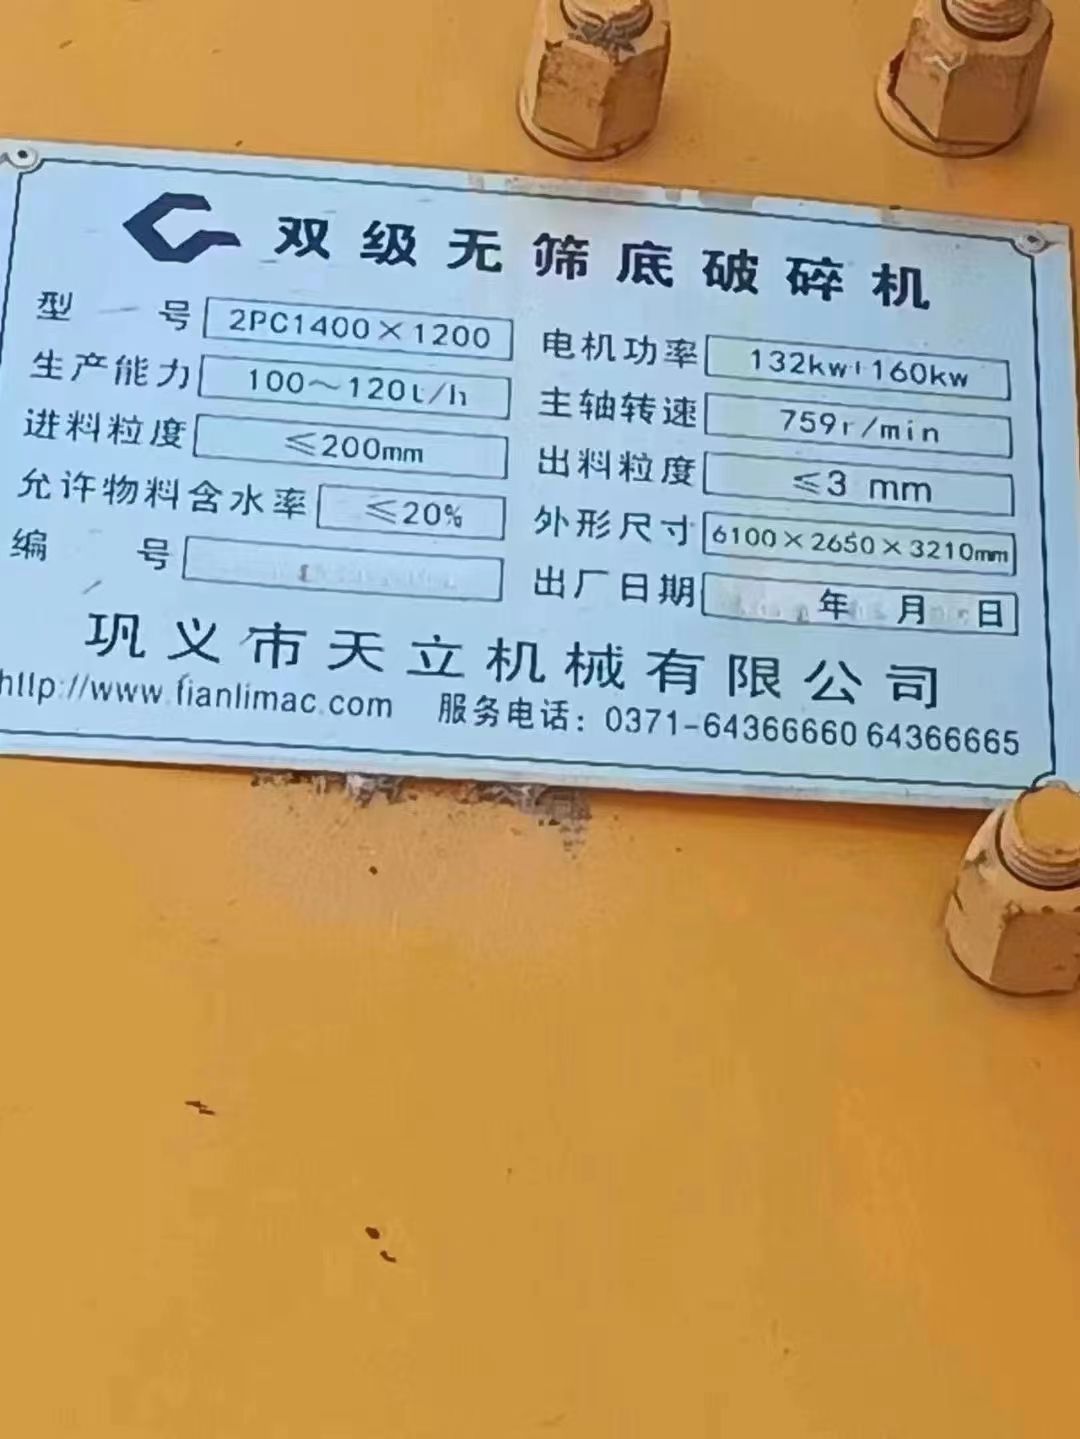 双级无筛底破碎机
型号 2PC1400×1200 电机功率 132kw+160kw
生产能力 100～120t/h 主轴转速 759r/min
进料粒度 ≤200mm 出料粒度 ≤3 mm
允许物料含水率 ≤20% 外形尺寸 6100×2650×3210mm
编号 出厂日期 年 月 日
巩义市天立机械有限公司
http://www.tianlimac.com 服务电话：0371-64366660 64366665